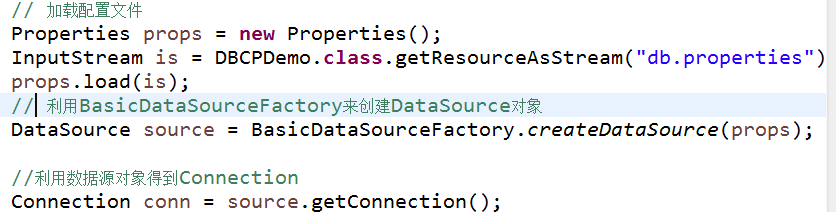 // 加载配置文件
Properties props = new Properties();
InputStream is = DBCPDemo.class.getResourceAsStream("db.properties")
props.load(is);
// 利用BasicDataSourceFactory来创建DataSource对象
DataSource source = BasicDataSourceFactory.createDataSource(props);
//利用数据源对象得到Connection
Connection conn = source.getConnection();